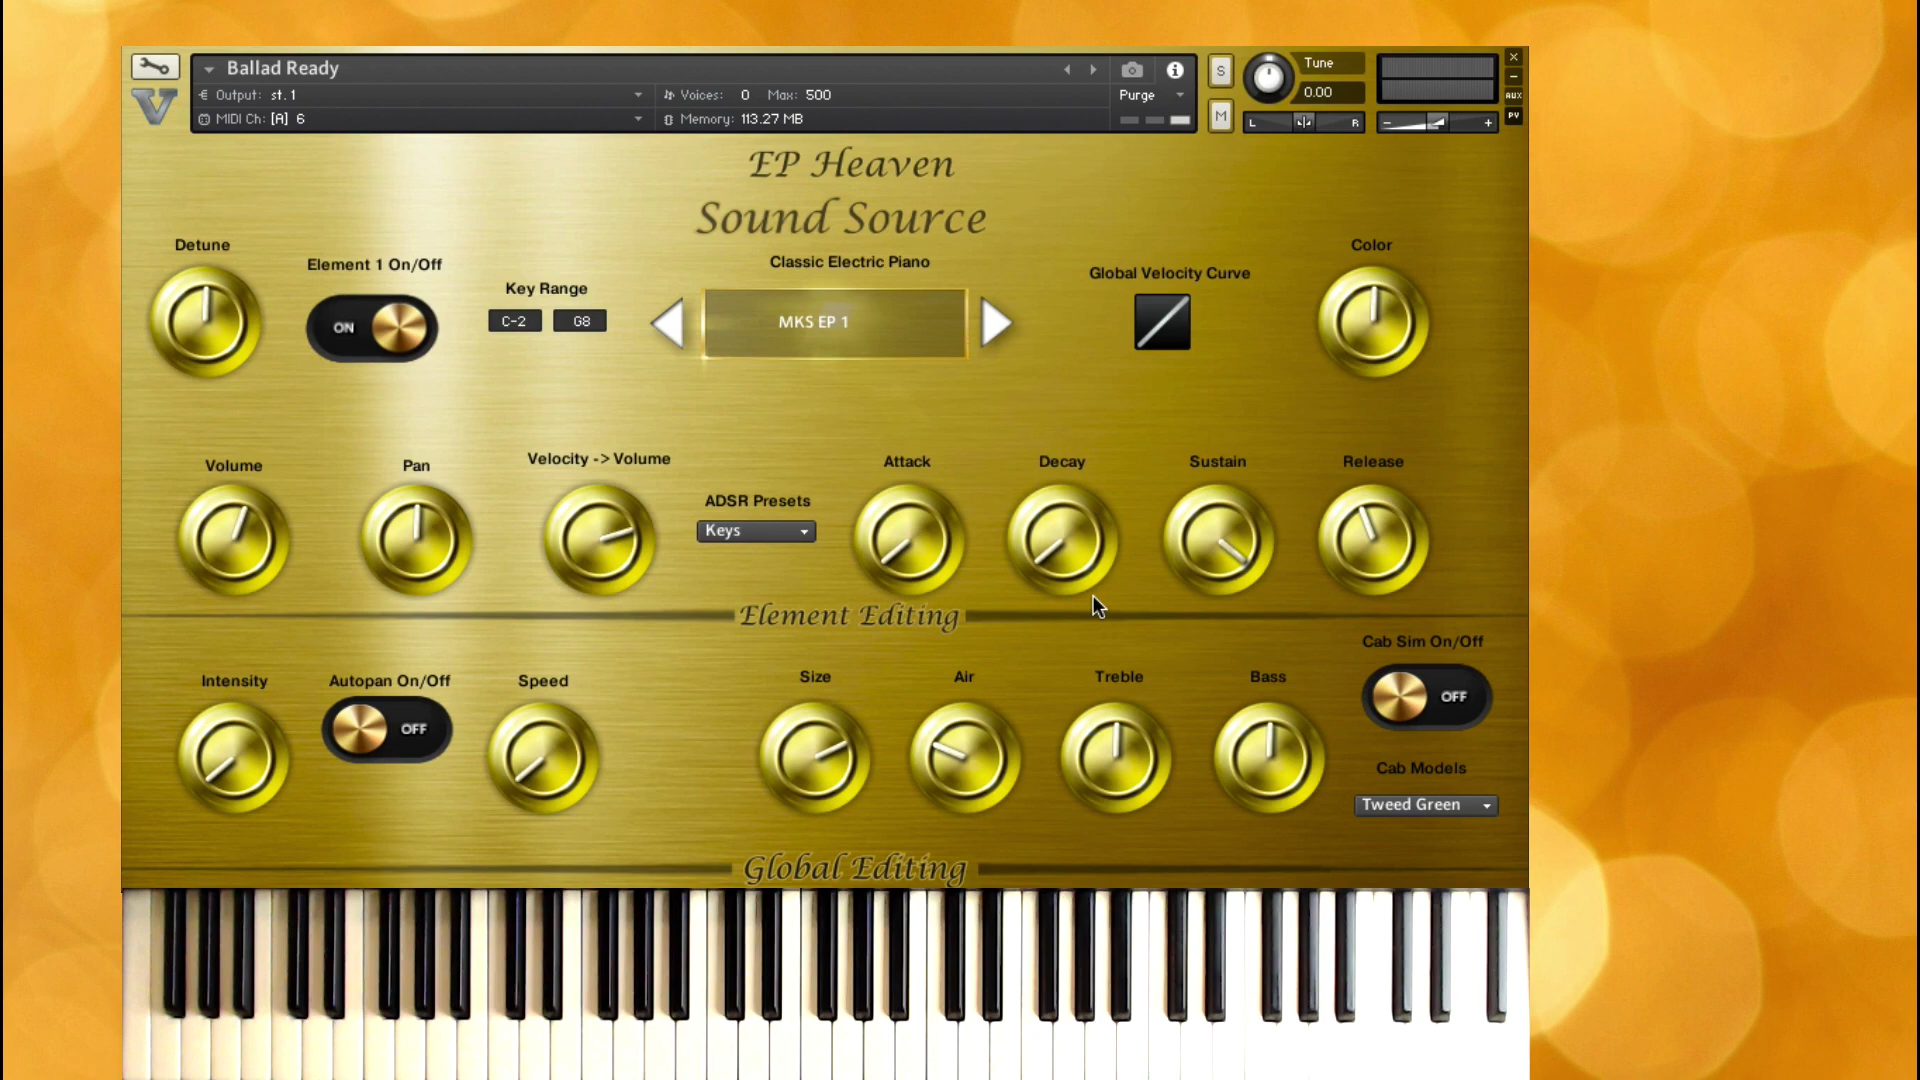 Ballad Ready
Output: st. 1
Voices: 0 Max: 500
Purge
MIDI Ch: [A] 6
Memory: 113.27 MB
S
M
Tune
0.00
L R
- +
×
-
AUX
PV
EP Heaven
Sound Source
Classic Electric Piano
MKS EP 1
Detune
Element 1 On/Off
ON
Key Range
C-2 G8
Global Velocity Curve
Color
Volume
Pan
Velocity -> Volume
ADSR Presets
Keys
Attack
Decay
Sustain
Release
Element Editing
Intensity
Autopan On/Off
OFF
Speed
Size
Air
Treble
Bass
Cab Sim On/Off
OFF
Cab Models
Tweed Green
Global Editing